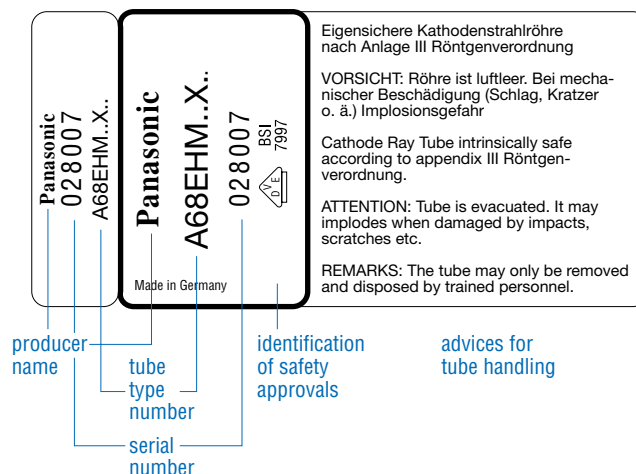 Panasonic
028007
A68EHM..X..
Panasonic
A68EHM..X..
028007
BSI
7997
DVE
Made in Germany
Eigensichere Kathodenstrahlröhre
nach Anlage III Röntgenverordnung
VORSICHT: Röhre ist luftleer. Bei mecha-
nischer Beschädigung (Schlag, Kratzer
o. ä.) Implosionsgefahr
Cathode Ray Tube intrinsically safe
according to appendix III Röntgen-
verordnung.
ATTENTION: Tube is evacuated. It may
implodes when damaged by impacts,
scratches etc.
REMARKS: The tube may only be removed
and disposed by trained personnel.
producer
name
tube
type
number
serial
number
identification
of safety
approvals
advices for
tube handling